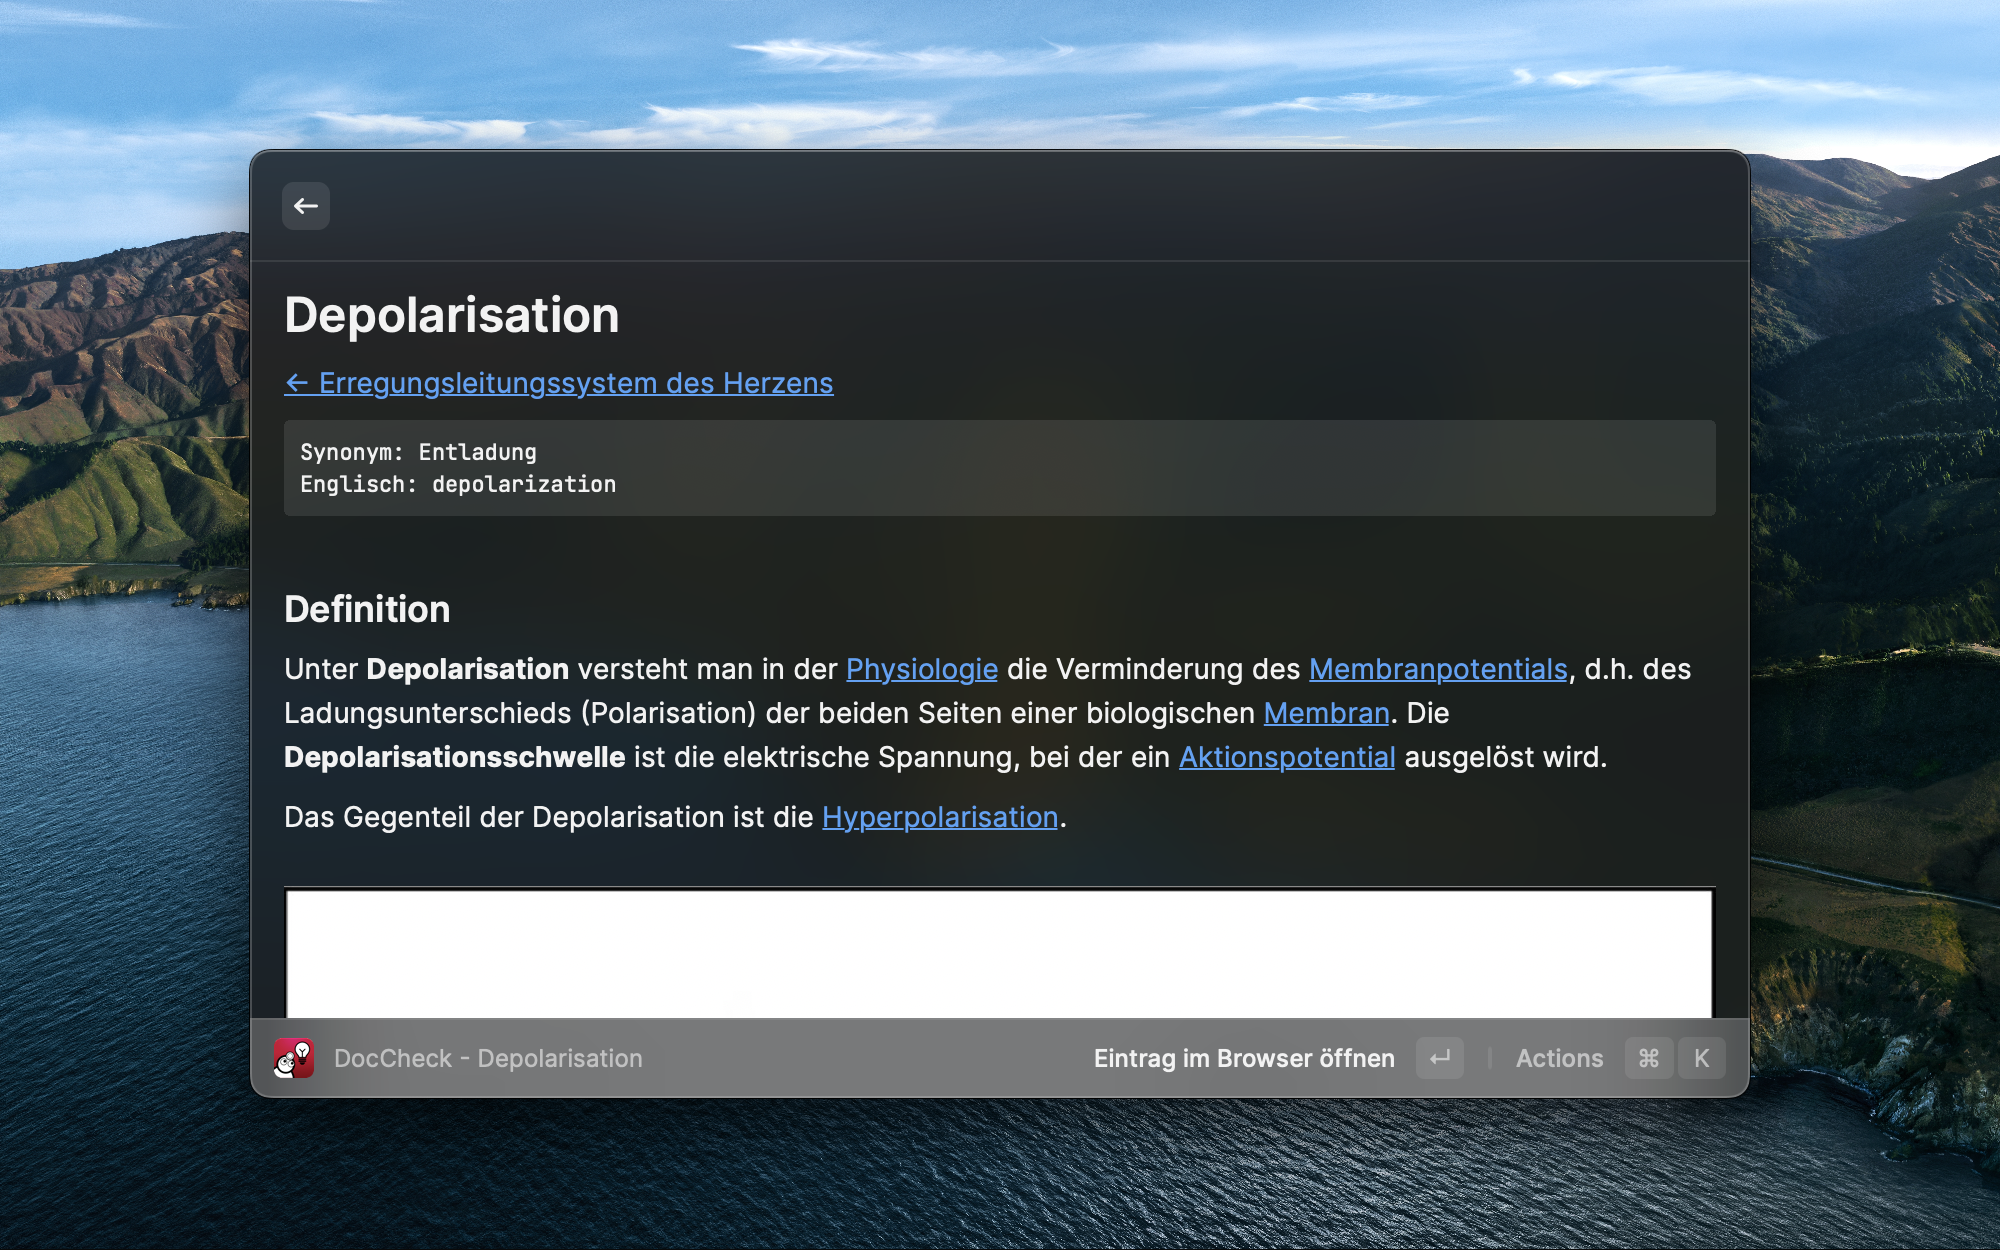 Depolarisation
← Erregungsleitungssystem des Herzens
Synonym: Entladung
Englisch: depolarization
Definition
Unter Depolarisation versteht man in der Physiologie die Verminderung des Membranpotentials, d.h. des
Ladungsunterschieds (Polarisation) der beiden Seiten einer biologischen Membran. Die
Depolarisationsschwelle ist die elektrische Spannung, bei der ein Aktionspotential ausgelöst wird.
Das Gegenteil der Depolarisation ist die Hyperpolarisation.
DocCheck - Depolarisation Eintrag im Browser öffnen ↵ | Actions ⌘ K